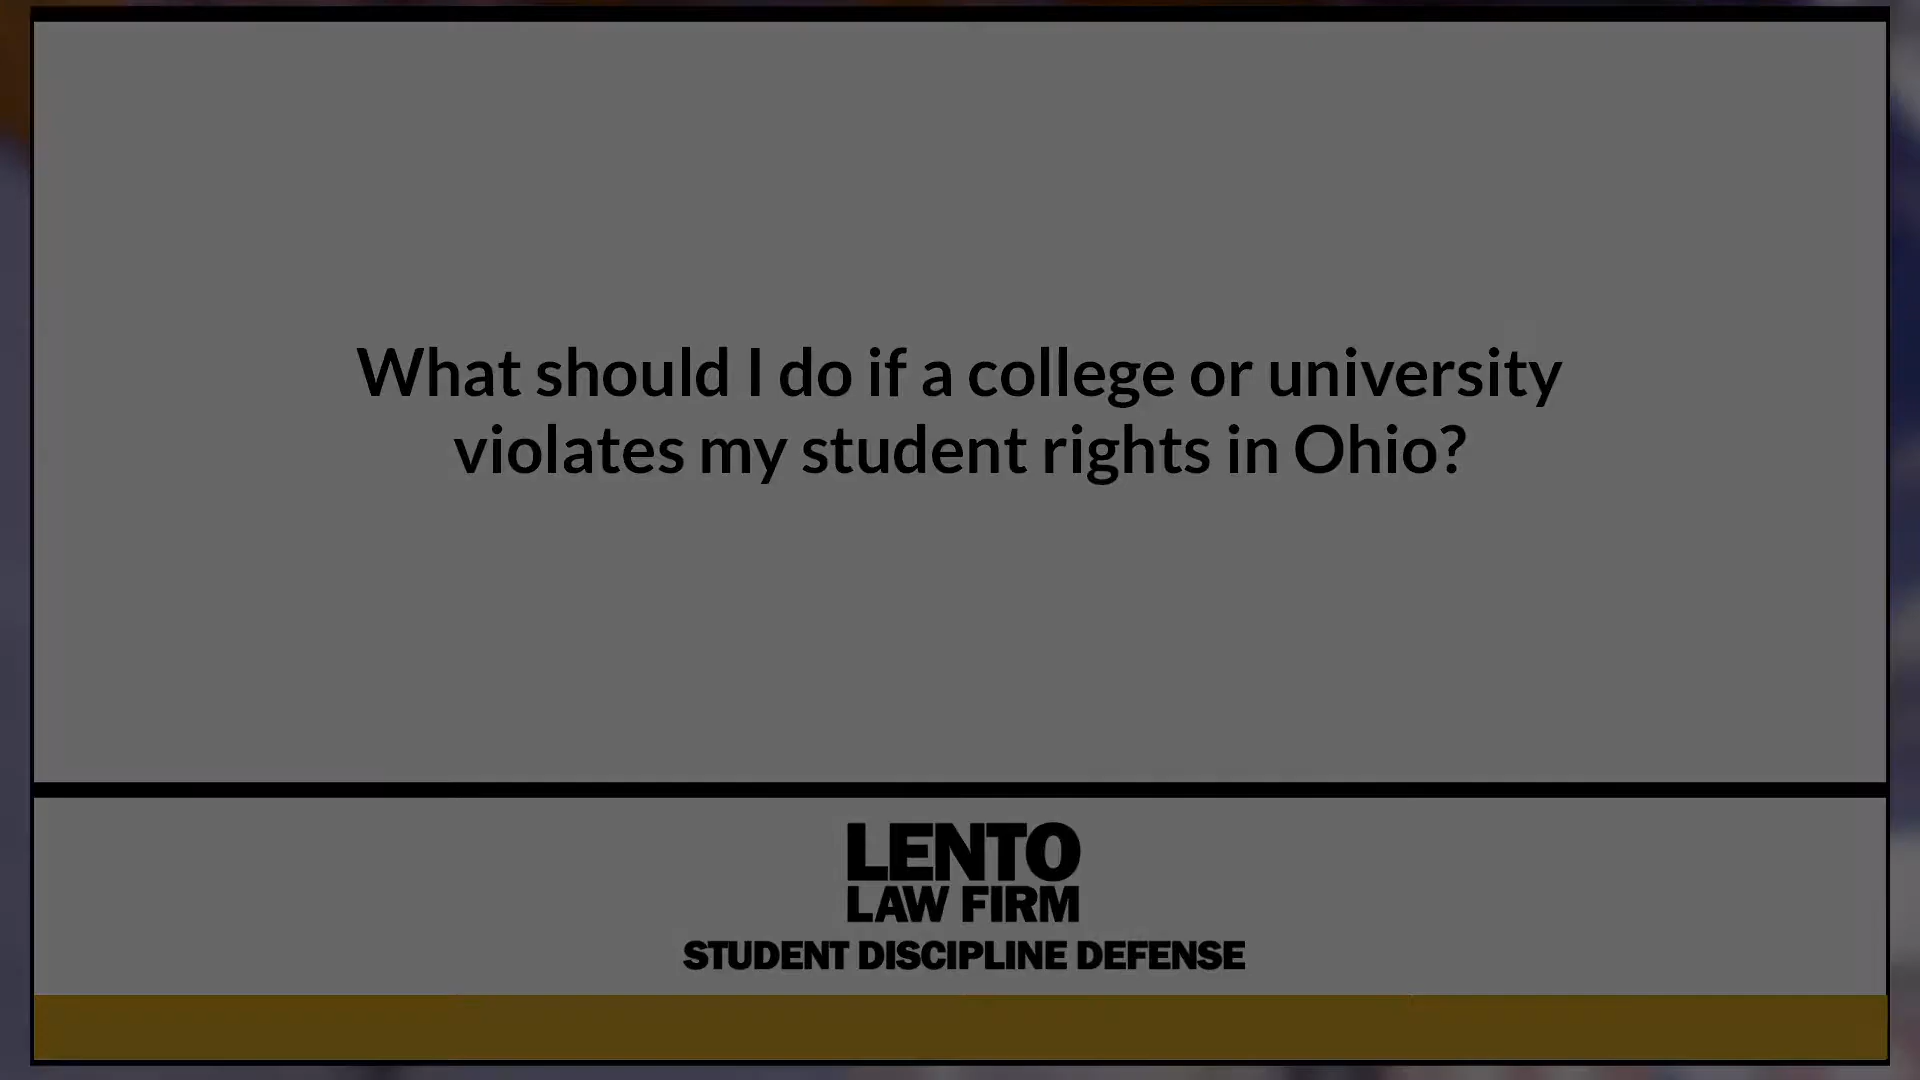 What should I do if a college or university
violates my student rights in Ohio?
LENTO
LAW FIRM
STUDENT DISCIPLINE DEFENSE